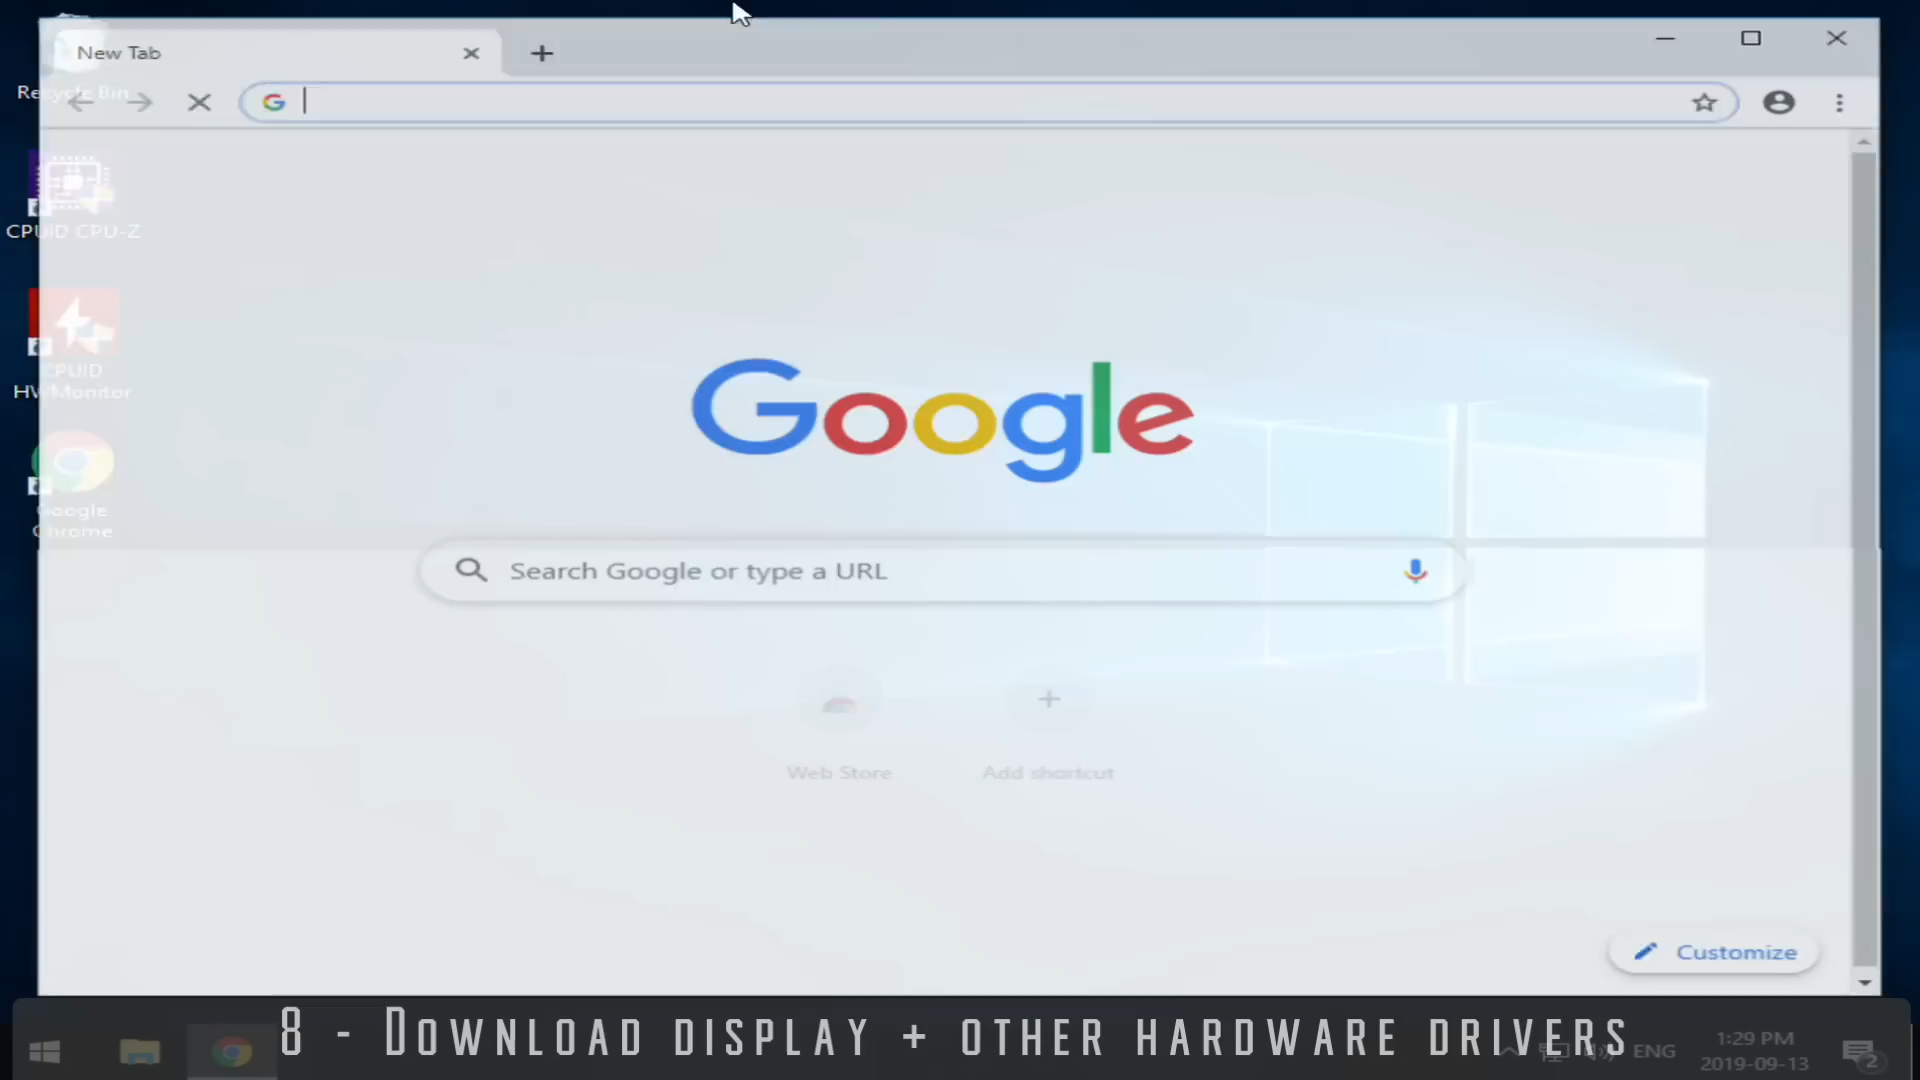 New Tab
Recycle Bin
CPUID CPU-Z
CPUID
HWMonitor
Google
Chrome
Google
Search Google or type a URL
Web Store
Add shortcut
Customize
8 - Download display + other hardware drivers
ENG
1:29 PM
2019-09-13
2